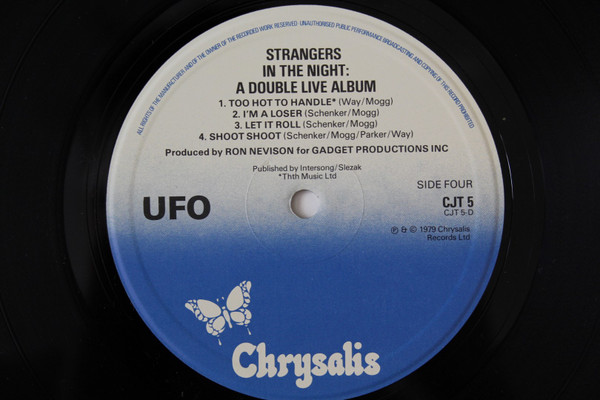 ALL RIGHTS OF THE MANUFACTURER AND OF THE OWNER OF THE RECORDED WORK RESERVED · UNAUTHORISED PUBLIC PERFORMANCE BROADCASTING AND COPYING OF THIS RECORD PROHIBITED
STRANGERS
IN THE NIGHT:
A DOUBLE LIVE ALBUM
1. TOO HOT TO HANDLE* (Way/Mogg)
2. I'M A LOSER (Schenker/Mogg)
3. LET IT ROLL (Schenker/Mogg)
4. SHOOT SHOOT (Schenker/Mogg/Parker/Way)
Produced by RON NEVISON for GADGET PRODUCTIONS INC
Published by Intersong/Slezak
*Thth Music Ltd
SIDE FOUR
UFO
CJT 5
CJT 5-D
℗ & © 1979 Chrysalis
Records Ltd
Chrysalis